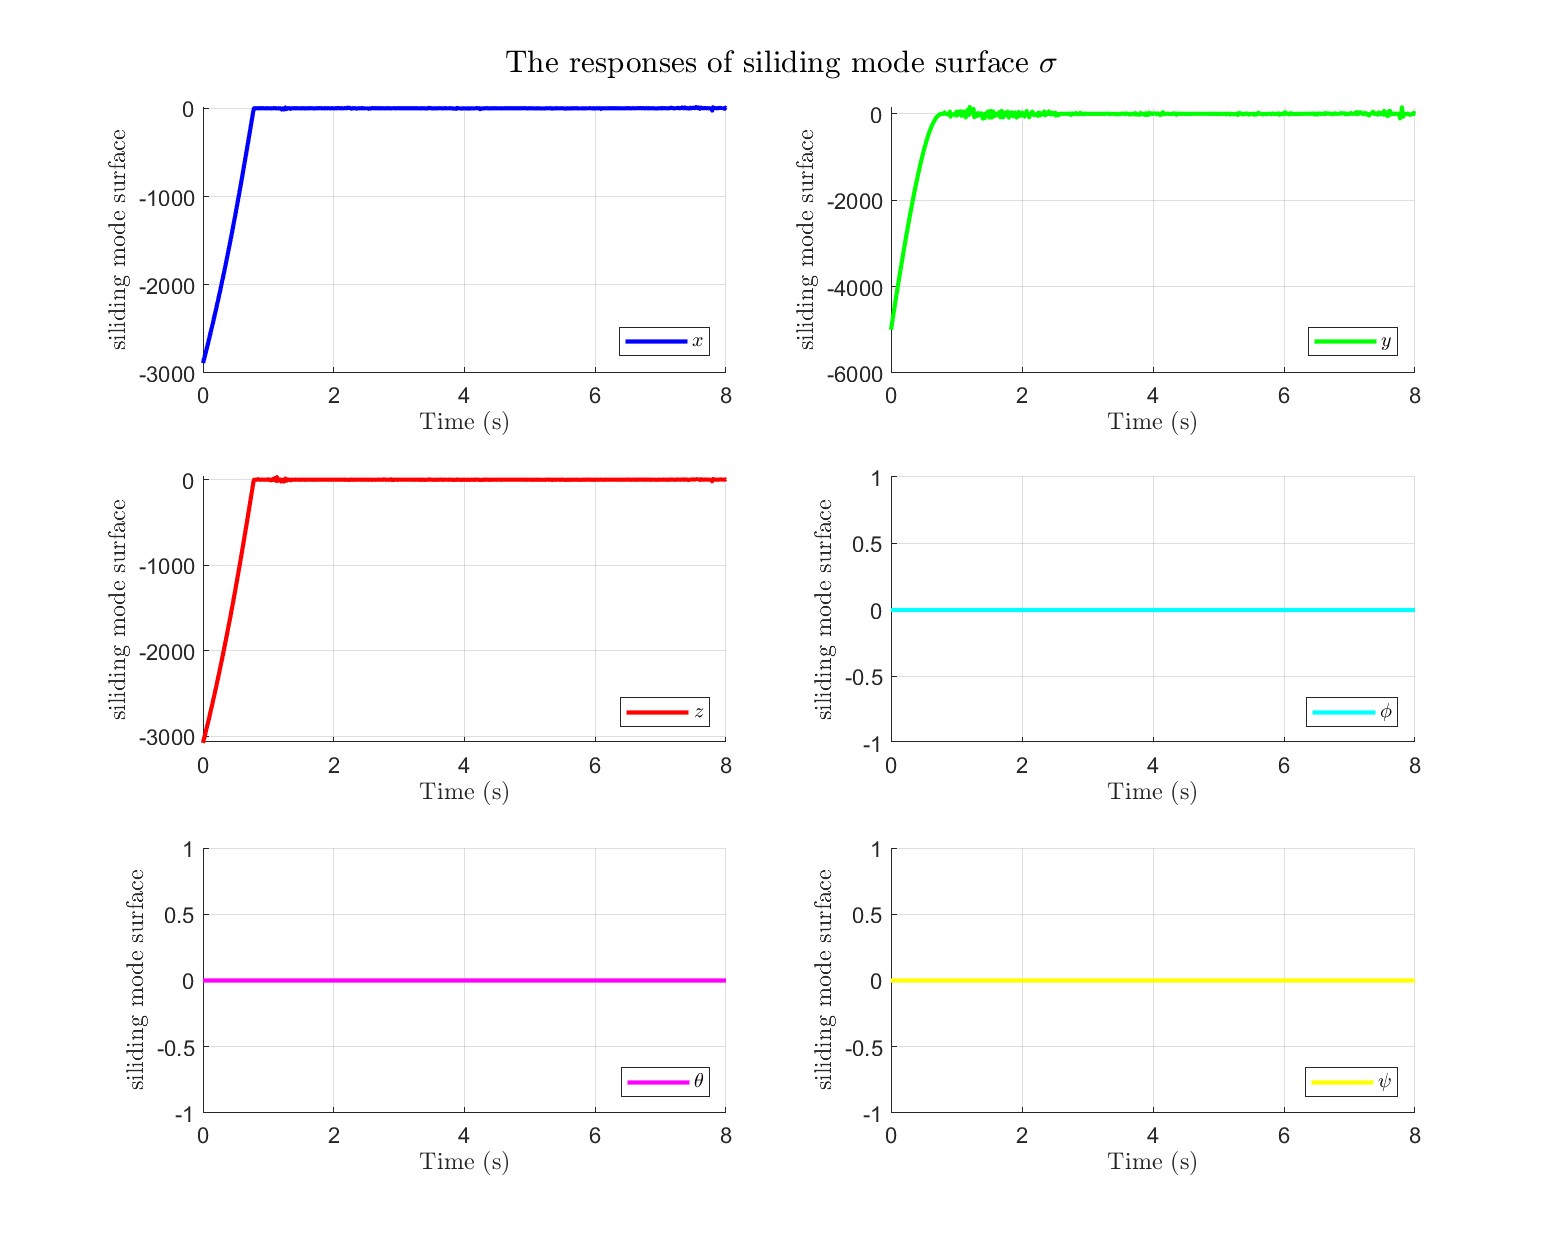 The responses of siliding mode surface σ
siliding mode surface
0
-1000
-2000
-3000
0 2 4 6 8
Time (s)
x
siliding mode surface
0
-2000
-4000
-6000
0 2 4 6 8
Time (s)
y
siliding mode surface
0
-1000
-2000
-3000
0 2 4 6 8
Time (s)
z
siliding mode surface
1
0.5
0
-0.5
-1
0 2 4 6 8
Time (s)
ϕ
siliding mode surface
1
0.5
0
-0.5
-1
0 2 4 6 8
Time (s)
θ
siliding mode surface
1
0.5
0
-0.5
-1
0 2 4 6 8
Time (s)
ψ